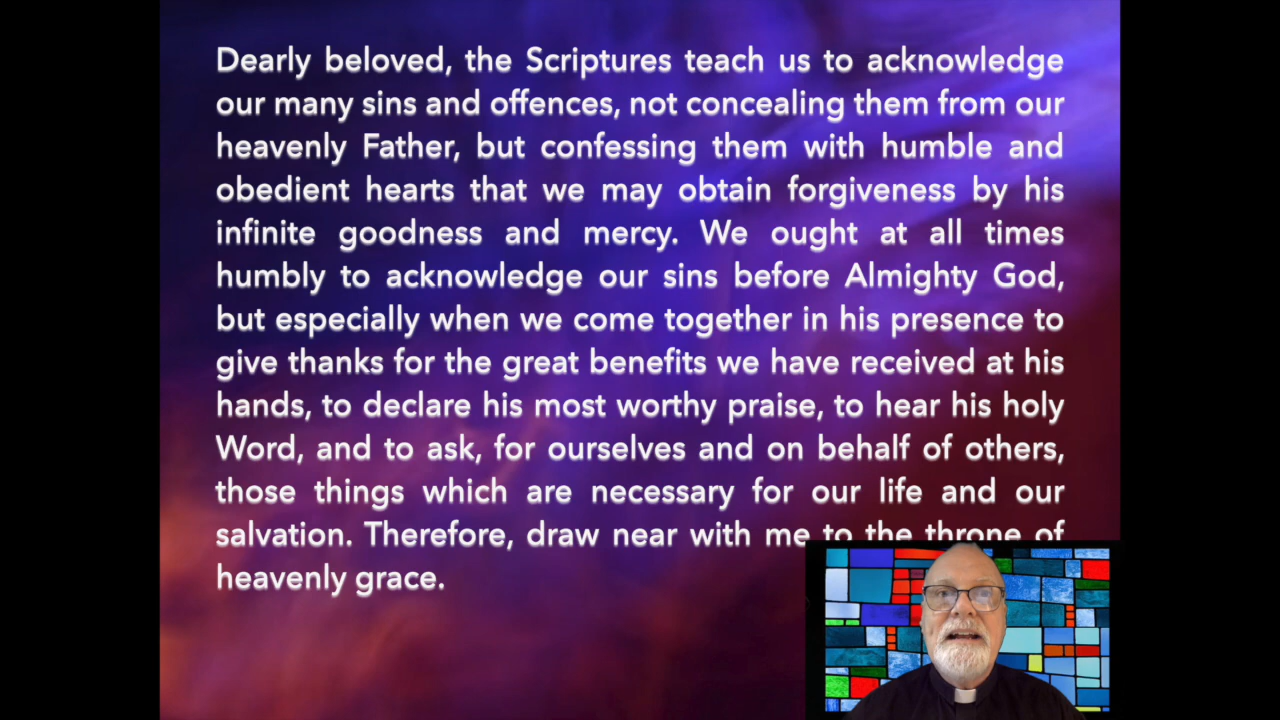 Dearly beloved, the Scriptures teach us to acknowledge
our many sins and offences, not concealing them from our
heavenly Father, but confessing them with humble and
obedient hearts that we may obtain forgiveness by his
infinite goodness and mercy. We ought at all times
humbly to acknowledge our sins before Almighty God,
but especially when we come together in his presence to
give thanks for the great benefits we have received at his
hands, to declare his most worthy praise, to hear his holy
Word, and to ask, for ourselves and on behalf of others,
those things which are necessary for our life and our
salvation. Therefore, draw near with me to the throne of
heavenly grace.